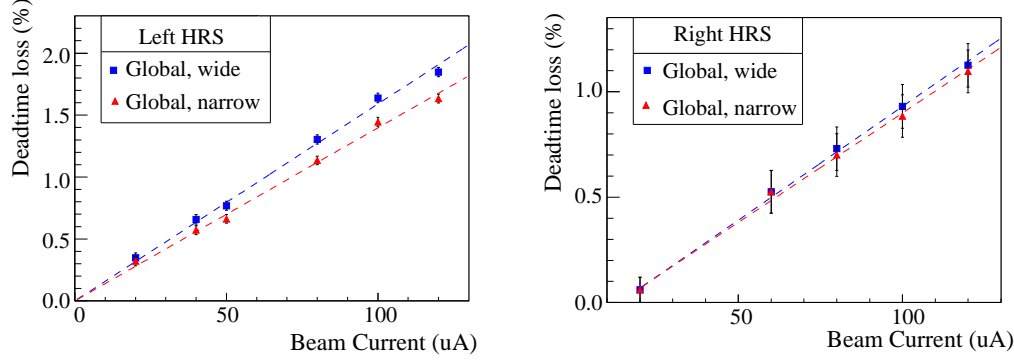 Deadtime loss (%)
Left HRS
Global, wide
Global, narrow
2.0
1.5
1.0
0.5
0.0
0
50
100
Beam Current (uA)
Deadtime loss (%)
Right HRS
Global, wide
Global, narrow
1.0
0.5
0.0
50
100
Beam Current (uA)